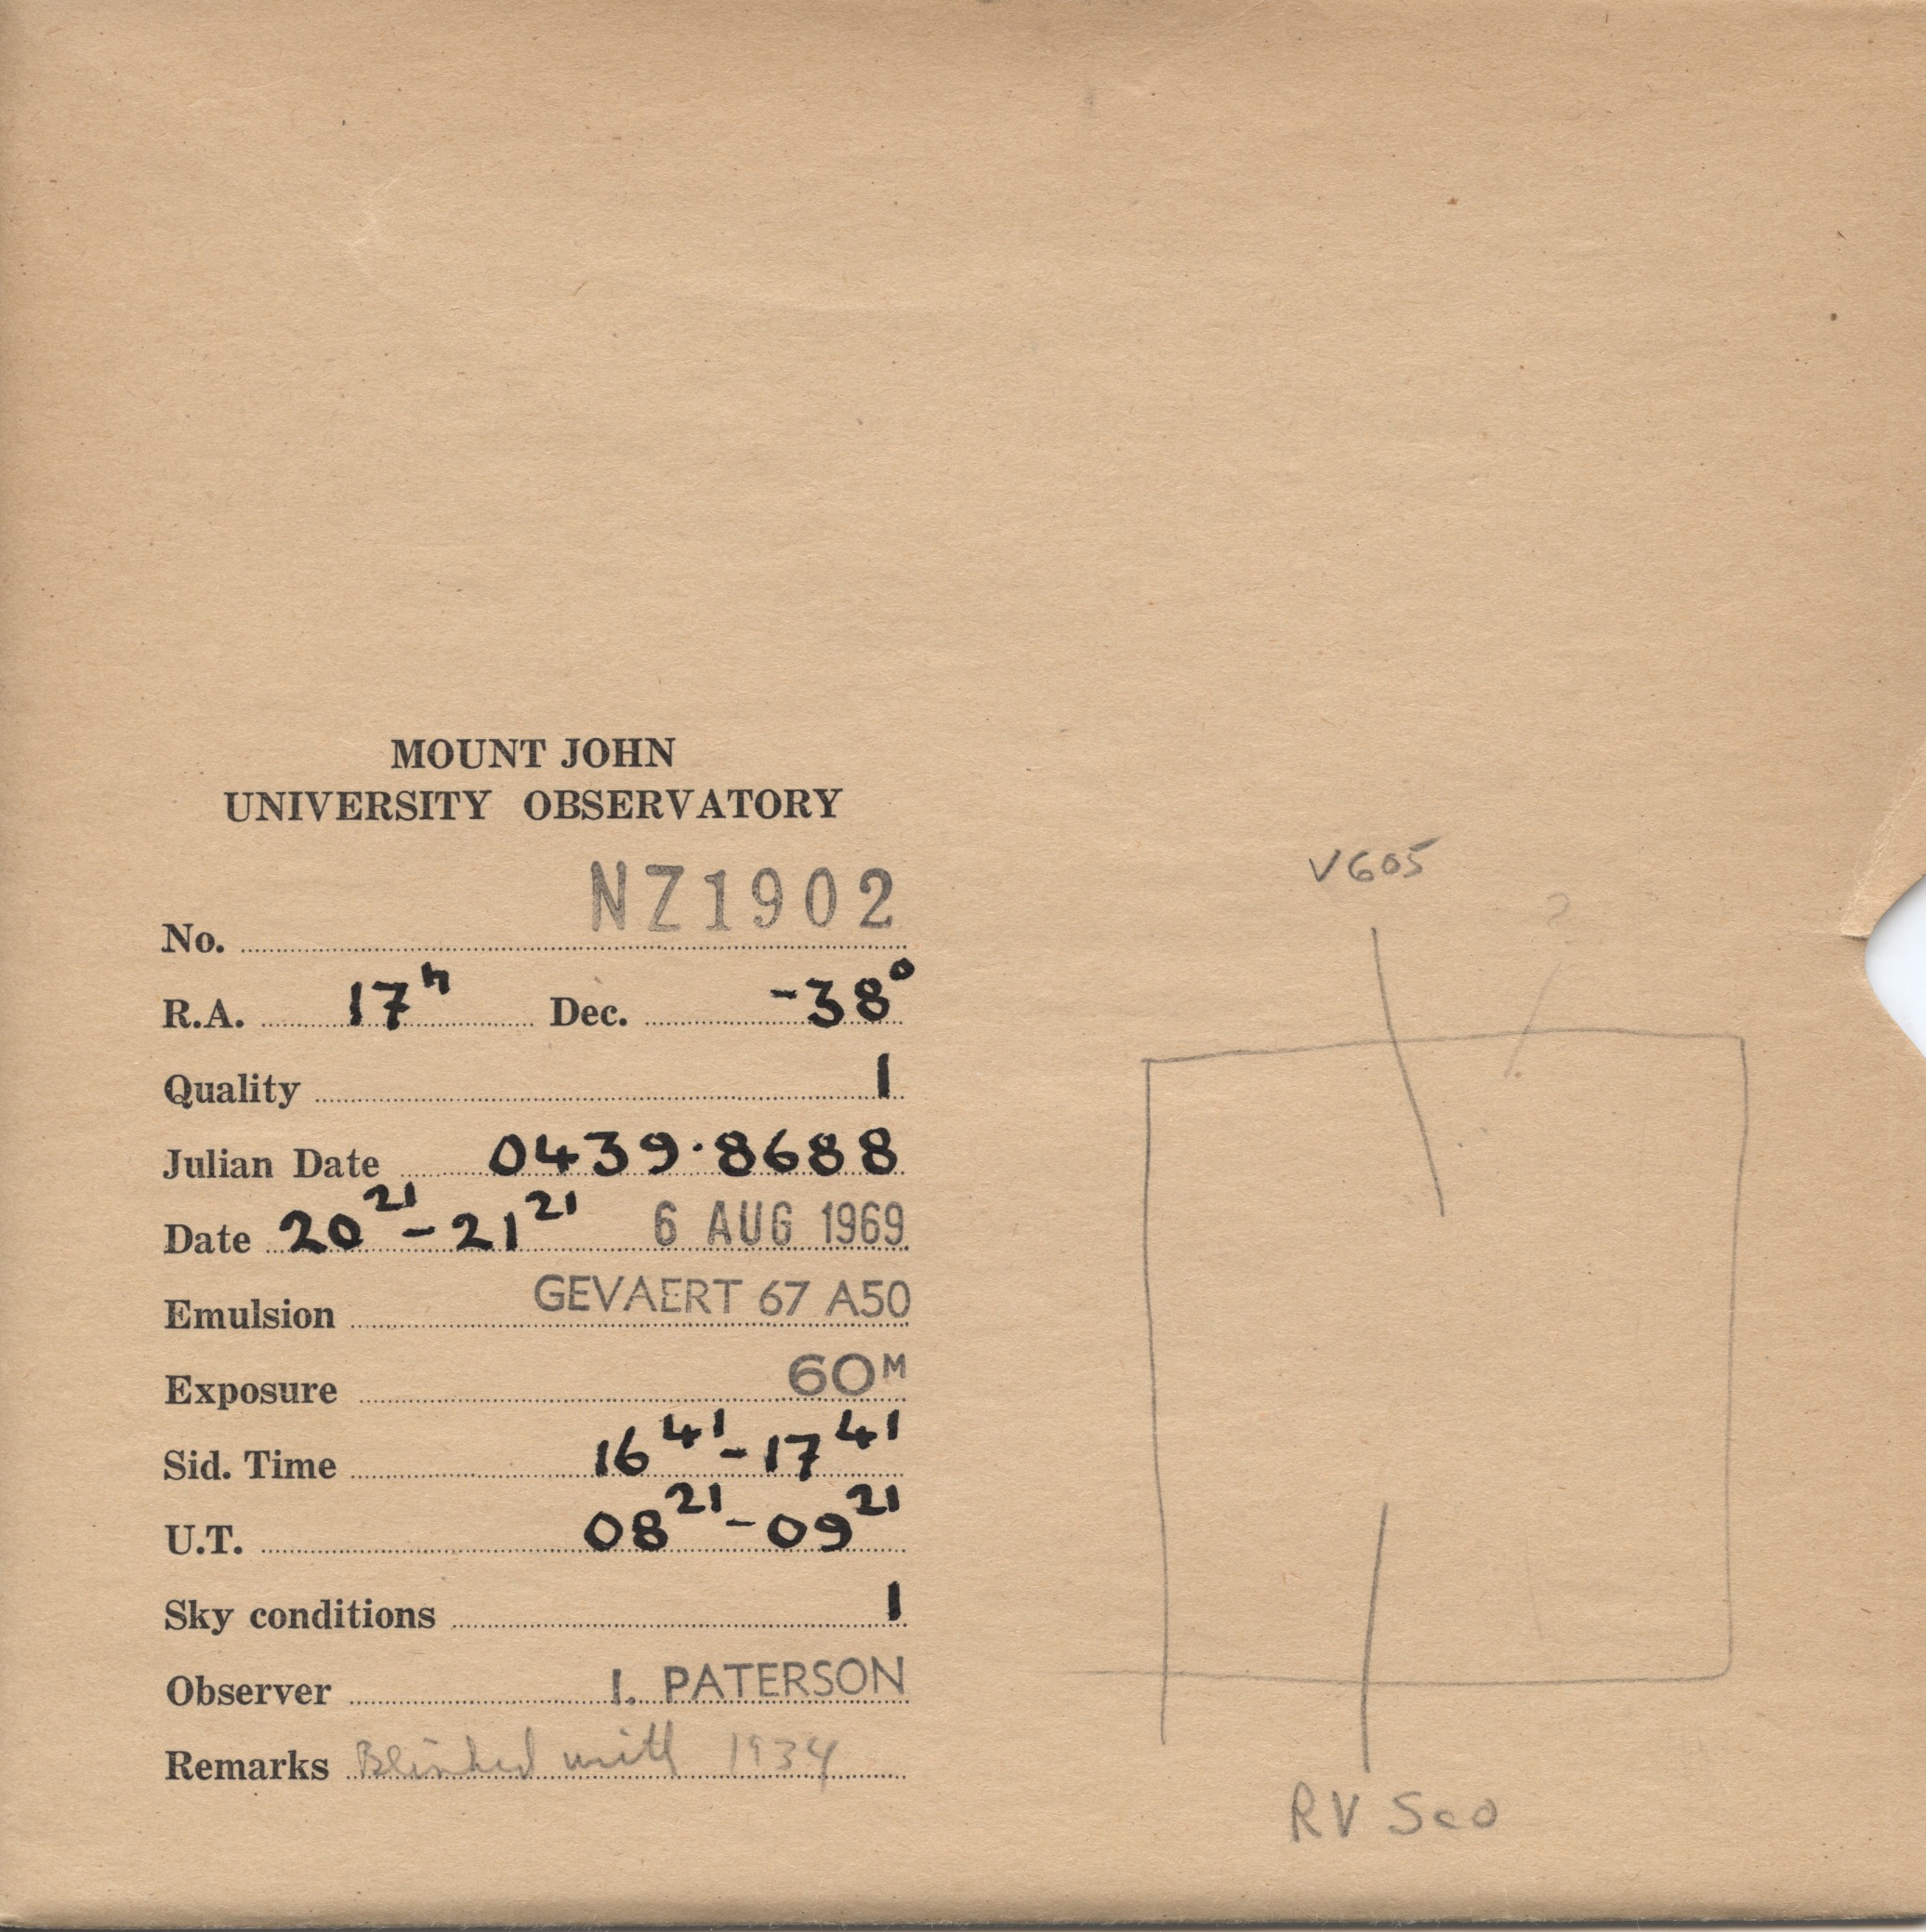 MOUNT JOHN
UNIVERSITY OBSERVATORY
No. NZ1902
R.A. 17ʰ Dec. -38°
Quality 1
Julian Date 0439·8688
Date 20²¹-21²¹ 6 AUG 1969
Emulsion GEVAERT 67 A50
Exposure 60ᴹ
Sid. Time 16⁴¹-17⁴¹
U.T. 08²¹-09²¹
Sky conditions 1
Observer I. PATERSON
Remarks Blinked with 1934
V605
?
RV Sco